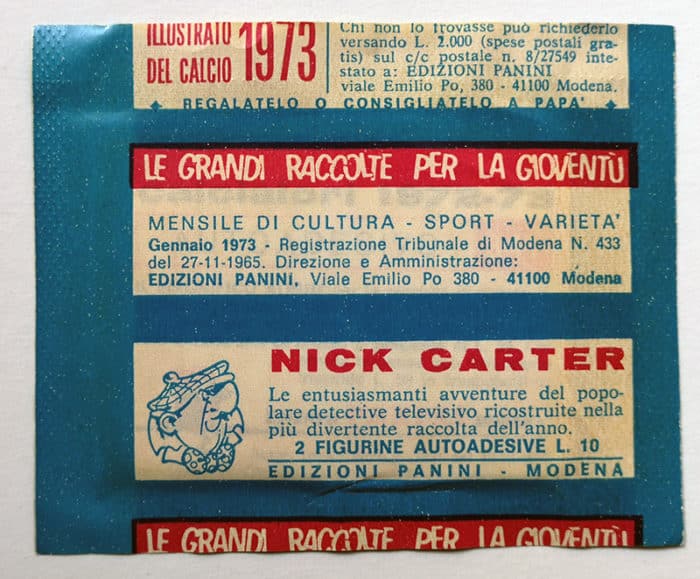 ILLUSTRATO
DEL CALCIO 1973
Chi non lo trovasse può richiederlo
versando L. 2.000 (spese postali gra-
tis) sul c/c postale n. 8/27549 inte-
stato a: EDIZIONI PANINI
viale Emilio Po, 380 - 41100 Modena.
REGALATELO O CONSIGLIATELO A PAPA'
LE GRANDI RACCOLTE PER LA GIOVENTÙ
MENSILE DI CULTURA - SPORT - VARIETA'
Gennaio 1973 - Registrazione Tribunale di Modena N. 433
del 27-11-1965. Direzione e Amministrazione:
EDIZIONI PANINI, Viale Emilio Po 380 - 41100 Modena
NICK CARTER
Le entusiasmanti avventure del popo-
lare detective televisivo ricostruite nella
più divertente raccolta dell'anno.
2 FIGURINE AUTOADESIVE L. 10
EDIZIONI PANINI - MODENA
LE GRANDI RACCOLTE PER LA GIOVENTÙ